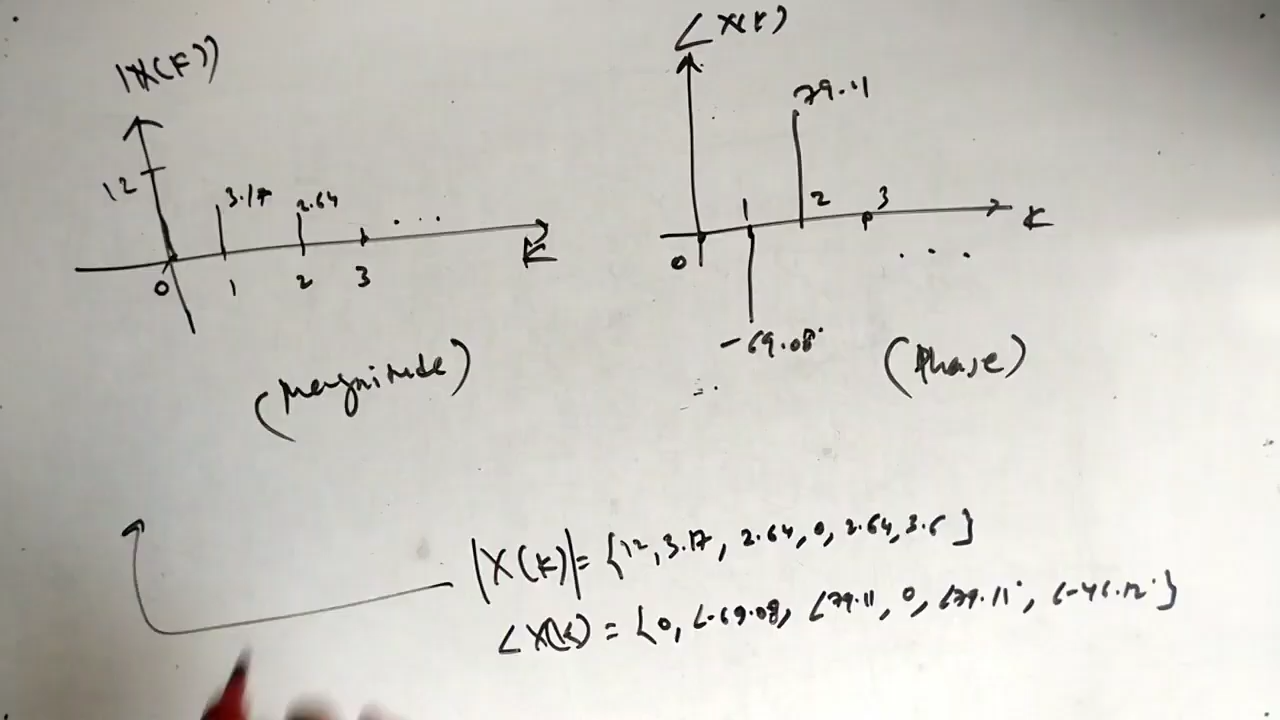 |X(K)|
12
3.17
2.64
. . .
0
1
2
3
K
(Magnitude)
∠X(K)
79.11
1
2
3
K
0
. . .
-69.08°
(Phase)
|X(K)| = {12, 3.17, 2.64, 0, 2.64, 3.6}
∠X(K) = {0, ∠-69.08, ∠79.11, 0, ∠79.11°, ∠-46.12°}